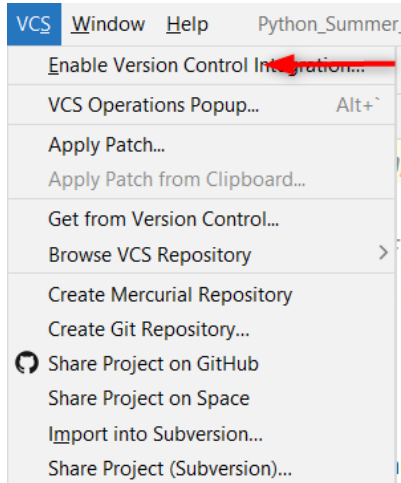 VCS Window Help Python_Summer_
Enable Version Control Integration...
VCS Operations Popup... Alt+`
Apply Patch...
Apply Patch from Clipboard...
Get from Version Control...
Browse VCS Repository
Create Mercurial Repository
Create Git Repository...
Share Project on GitHub
Share Project on Space
Import into Subversion...
Share Project (Subversion)...